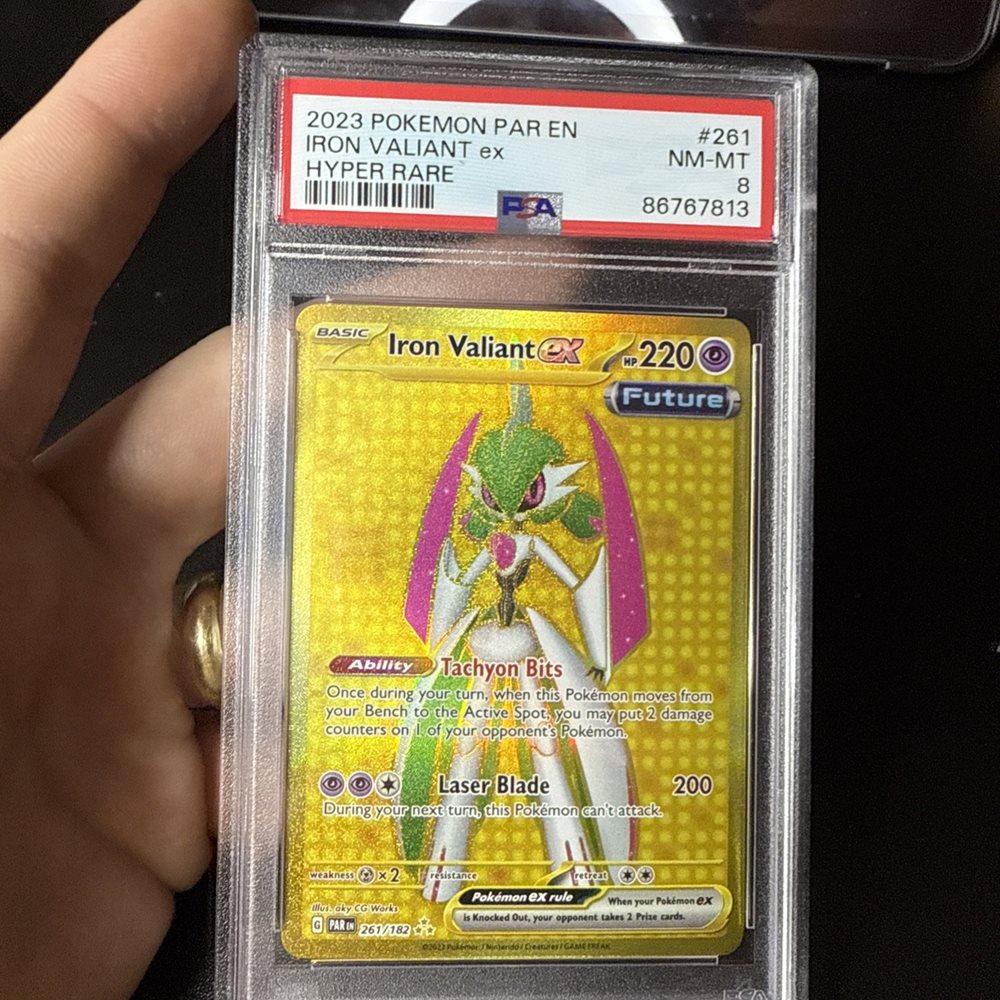 2023 POKEMON PAR EN #261
IRON VALIANT ex NM-MT
HYPER RARE 8
PSA 86767813
BASIC Iron Valiant ex HP 220
Future
Ability Tachyon Bits
Once during your turn, when this Pokémon moves from
your Bench to the Active Spot, you may put 2 damage
counters on 1 of your opponent's Pokémon.
Laser Blade 200
During your next turn, this Pokémon can't attack.
weakness ×2 resistance retreat
Pokémon ex rule When your Pokémon ex
is Knocked Out, your opponent takes 2 Prize cards.
Illus. aky CG Works
G PAR EN 261/182
©2023 Pokémon / Nintendo / Creatures / GAME FREAK
PSA